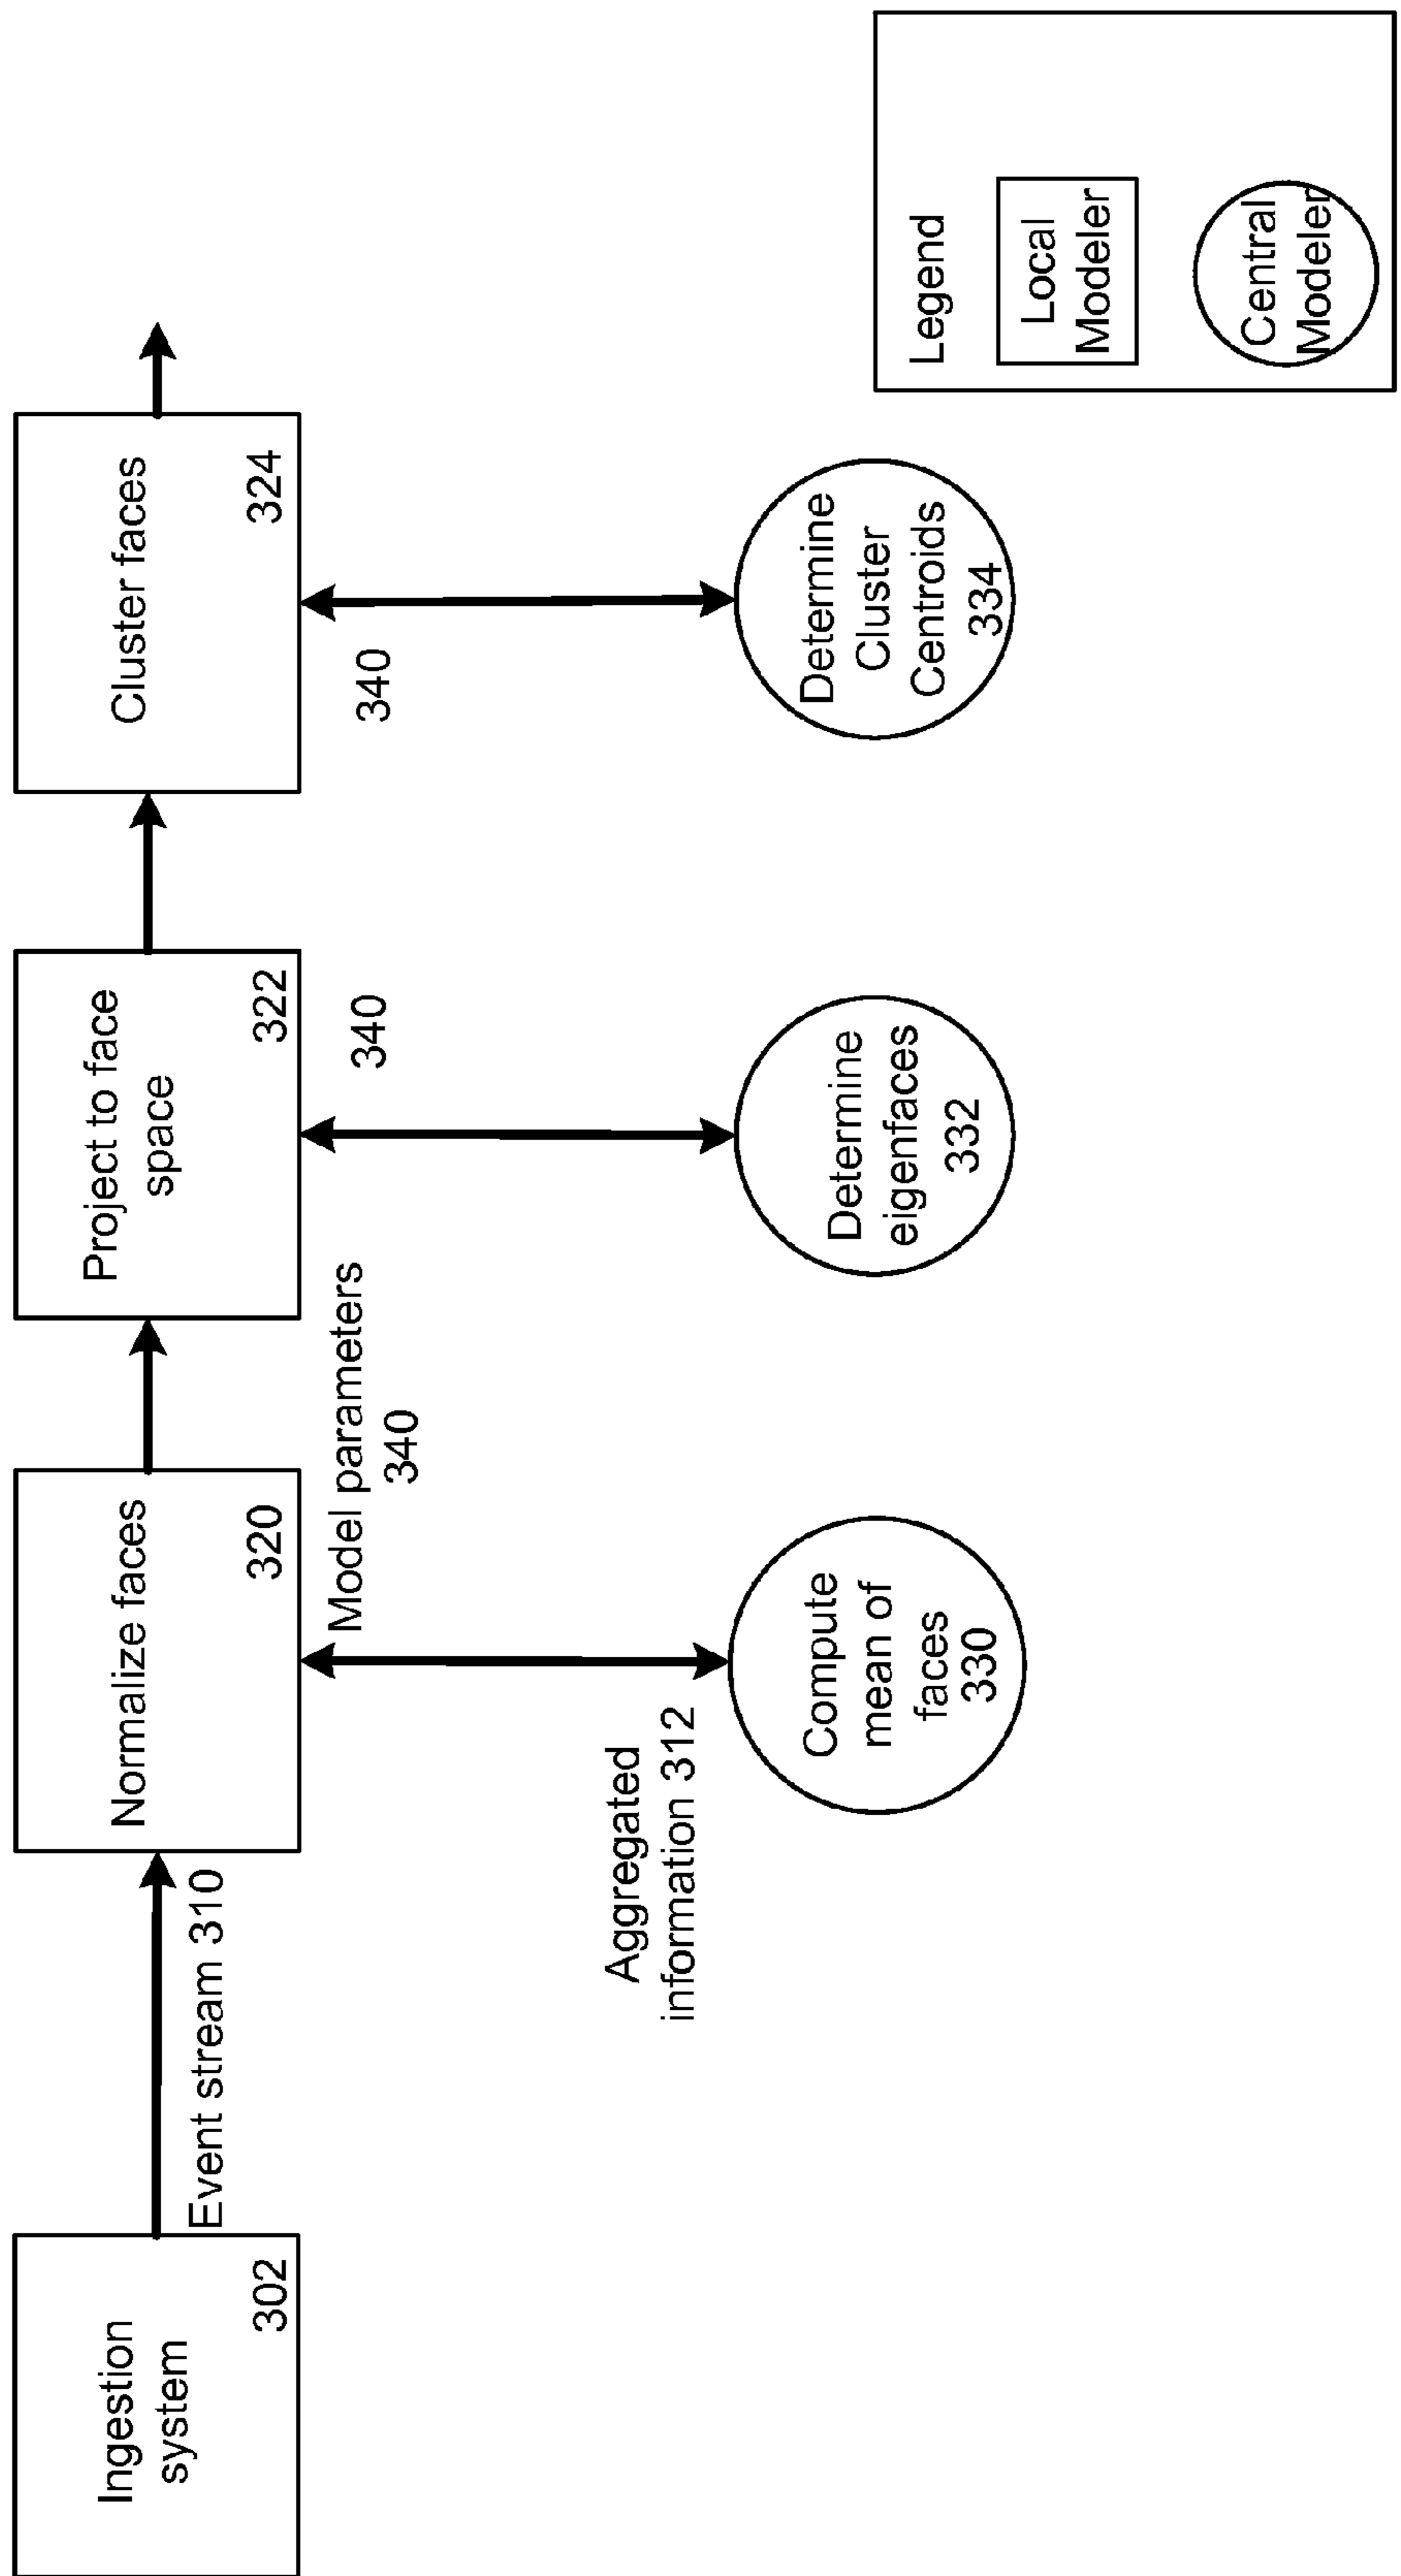 Ingestion
system
302
Event stream 310
Normalize faces
320
Model parameters
340
Aggregated
information 312
Compute
mean of
faces
330
Project to face
space
322
340
Determine
eigenfaces
332
Cluster faces
324
340
Determine
Cluster
Centroids
334
Legend
Local
Modeler
Central
Modeler